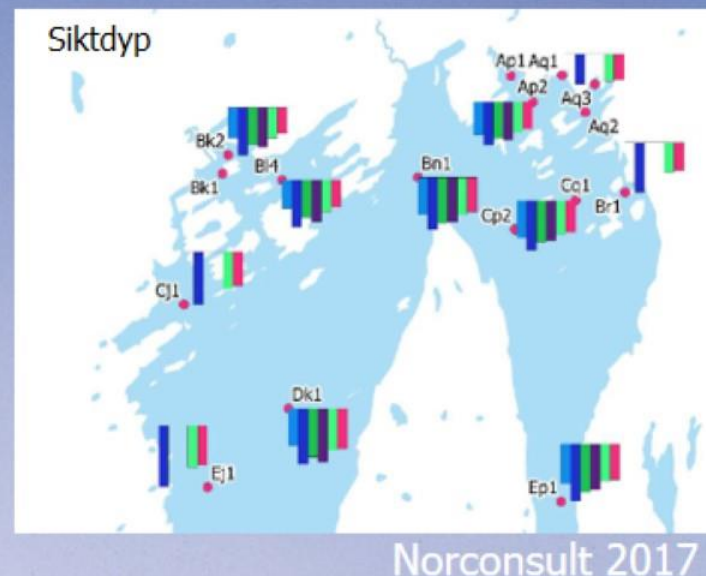 Siktdyp
Ap1 Aq1
Ap2 Aq3
Aq2
Bk2
Bl4
Bk1
Bn1
Cq1
Br1
Cp2
Cj1
Dk1
Ej1
Ep1
Norconsult 2017